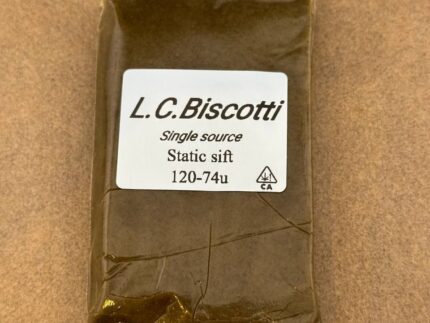 L.C.Biscotti
Single source
Static sift
120-74u
CA